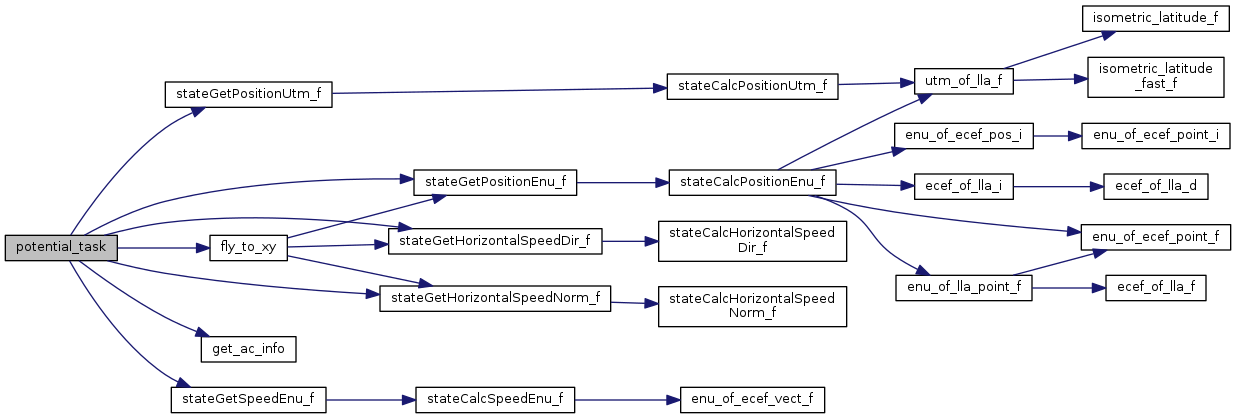 isometric_latitude_f
isometric_latitude
_fast_f
utm_of_lla_f
stateGetPositionUtm_f
stateCalcPositionUtm_f
enu_of_ecef_pos_i
enu_of_ecef_point_i
stateGetPositionEnu_f
stateCalcPositionEnu_f
ecef_of_lla_i
ecef_of_lla_d
potential_task
fly_to_xy
stateGetHorizontalSpeedDir_f
stateCalcHorizontalSpeed
Dir_f
enu_of_ecef_point_f
enu_of_lla_point_f
ecef_of_lla_f
stateGetHorizontalSpeedNorm_f
stateCalcHorizontalSpeed
Norm_f
get_ac_info
stateGetSpeedEnu_f
stateCalcSpeedEnu_f
enu_of_ecef_vect_f